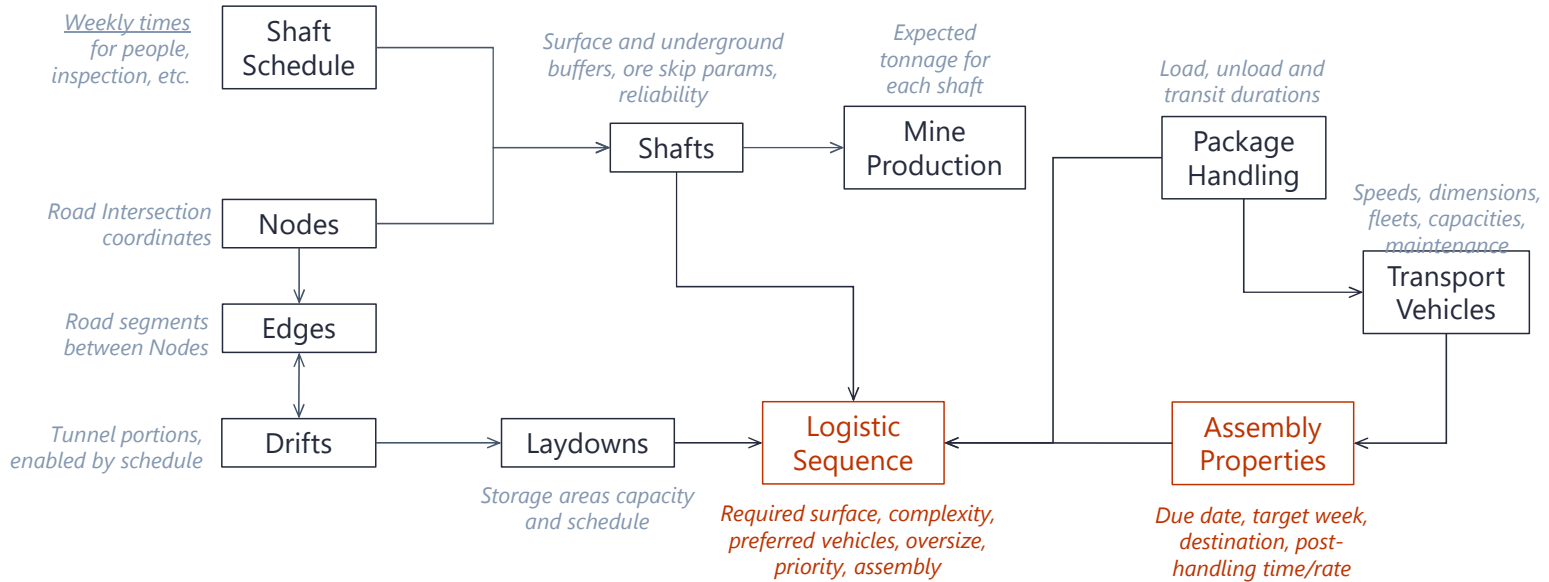 Weekly times
for people,
inspection, etc.
Shaft
Schedule
Surface and underground
buffers, ore skip params,
reliability
Shafts
Expected
tonnage for
each shaft
Mine
Production
Load, unload and
transit durations
Package
Handling
Speeds, dimensions,
fleets, capacities,
maintenance
Transport
Vehicles
Road Intersection
coordinates
Nodes
Road segments
between Nodes
Edges
Tunnel portions,
enabled by schedule
Drifts
Laydowns
Storage areas capacity
and schedule
Logistic
Sequence
Required surface, complexity,
preferred vehicles, oversize,
priority, assembly
Assembly
Properties
Due date, target week,
destination, post-
handling time/rate